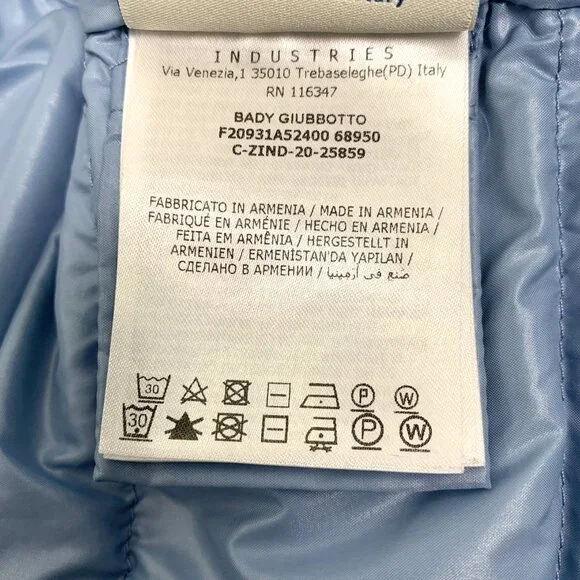 INDUSTRIES
Via Venezia,1 35010 Trebaseleghe(PD) Italy
RN 116347
BADY GIUBBOTTO
F20931A52400 68950
C-ZIND-20-25859
FABBRICATO IN ARMENIA / MADE IN ARMENIA /
FABRIQUÉ EN ARMÉNIE / HECHO EN ARMENIA /
FEITA EM ARMÊNIA / HERGESTELLT IN
ARMENIEN / ERMENİSTAN'DA YAPILAN /
СДЕЛАНО В АРМЕНИИ / صُنع في أرمينيا
30 P W
30 P W